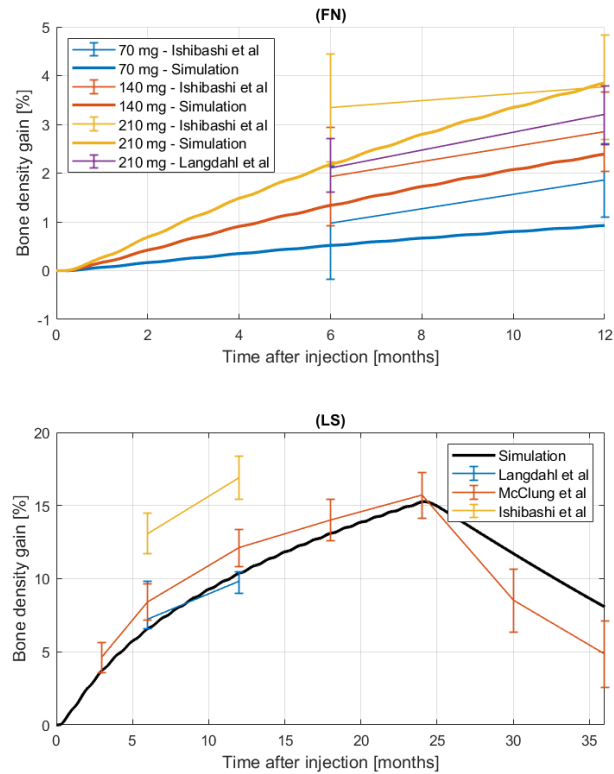 (FN)
5
4
3
2
1
0
-1
Bone density gain [%]
70 mg - Ishibashi et al
70 mg - Simulation
140 mg - Ishibashi et al
140 mg - Simulation
210 mg - Ishibashi et al
210 mg - Simulation
210 mg - Langdahl et al
0 2 4 6 8 10 12
Time after injection [months]
(LS)
20
15
10
5
0
Bone density gain [%]
Simulation
Langdahl et al
McClung et al
Ishibashi et al
0 5 10 15 20 25 30 35
Time after injection [months]